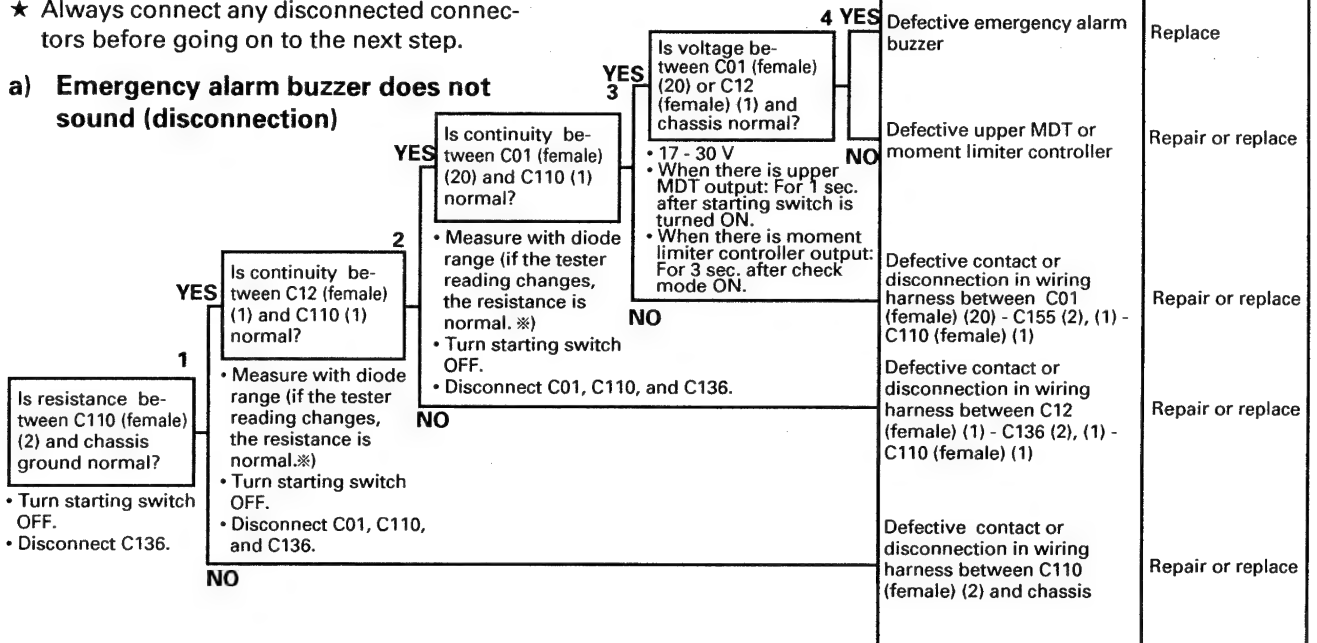 ★ Always connect any disconnected connec-
tors before going on to the next step.
a) Emergency alarm buzzer does not
sound (disconnection)
1
Is resistance be-
tween C110 (female)
(2) and chassis
ground normal?
• Turn starting switch
OFF.
• Disconnect C136.
YES
NO
2
Is continuity be-
tween C12 (female)
(1) and C110 (1)
normal?
• Measure with diode
range (if the tester
reading changes,
the resistance is
normal.※)
• Turn starting switch
OFF.
• Disconnect C01, C110,
and C136.
YES
NO
3
Is continuity be-
tween C01 (female)
(20) and C110 (1)
normal?
• Measure with diode
range (if the tester
reading changes,
the resistance is
normal. ※)
• Turn starting switch
OFF.
• Disconnect C01, C110, and C136.
YES
NO
4
Is voltage be-
tween C01 (female)
(20) or C12
(female) (1) and
chassis normal?
• 17 - 30 V
• When there is upper
MDT output: For 1 sec.
after starting switch is
turned ON.
• When there is moment
limiter controller output:
For 3 sec. after check
mode ON.
YES
NO
Defective emergency alarm
buzzer
Replace
Defective upper MDT or
moment limiter controller
Repair or replace
Defective contact or
disconnection in wiring
harness between C01
(female) (20) - C155 (2), (1) -
C110 (female) (1)
Repair or replace
Defective contact or
disconnection in wiring
harness between C12
(female) (1) - C136 (2), (1) -
C110 (female) (1)
Repair or replace
Defective contact or
disconnection in wiring
harness between C110
(female) (2) and chassis
Repair or replace